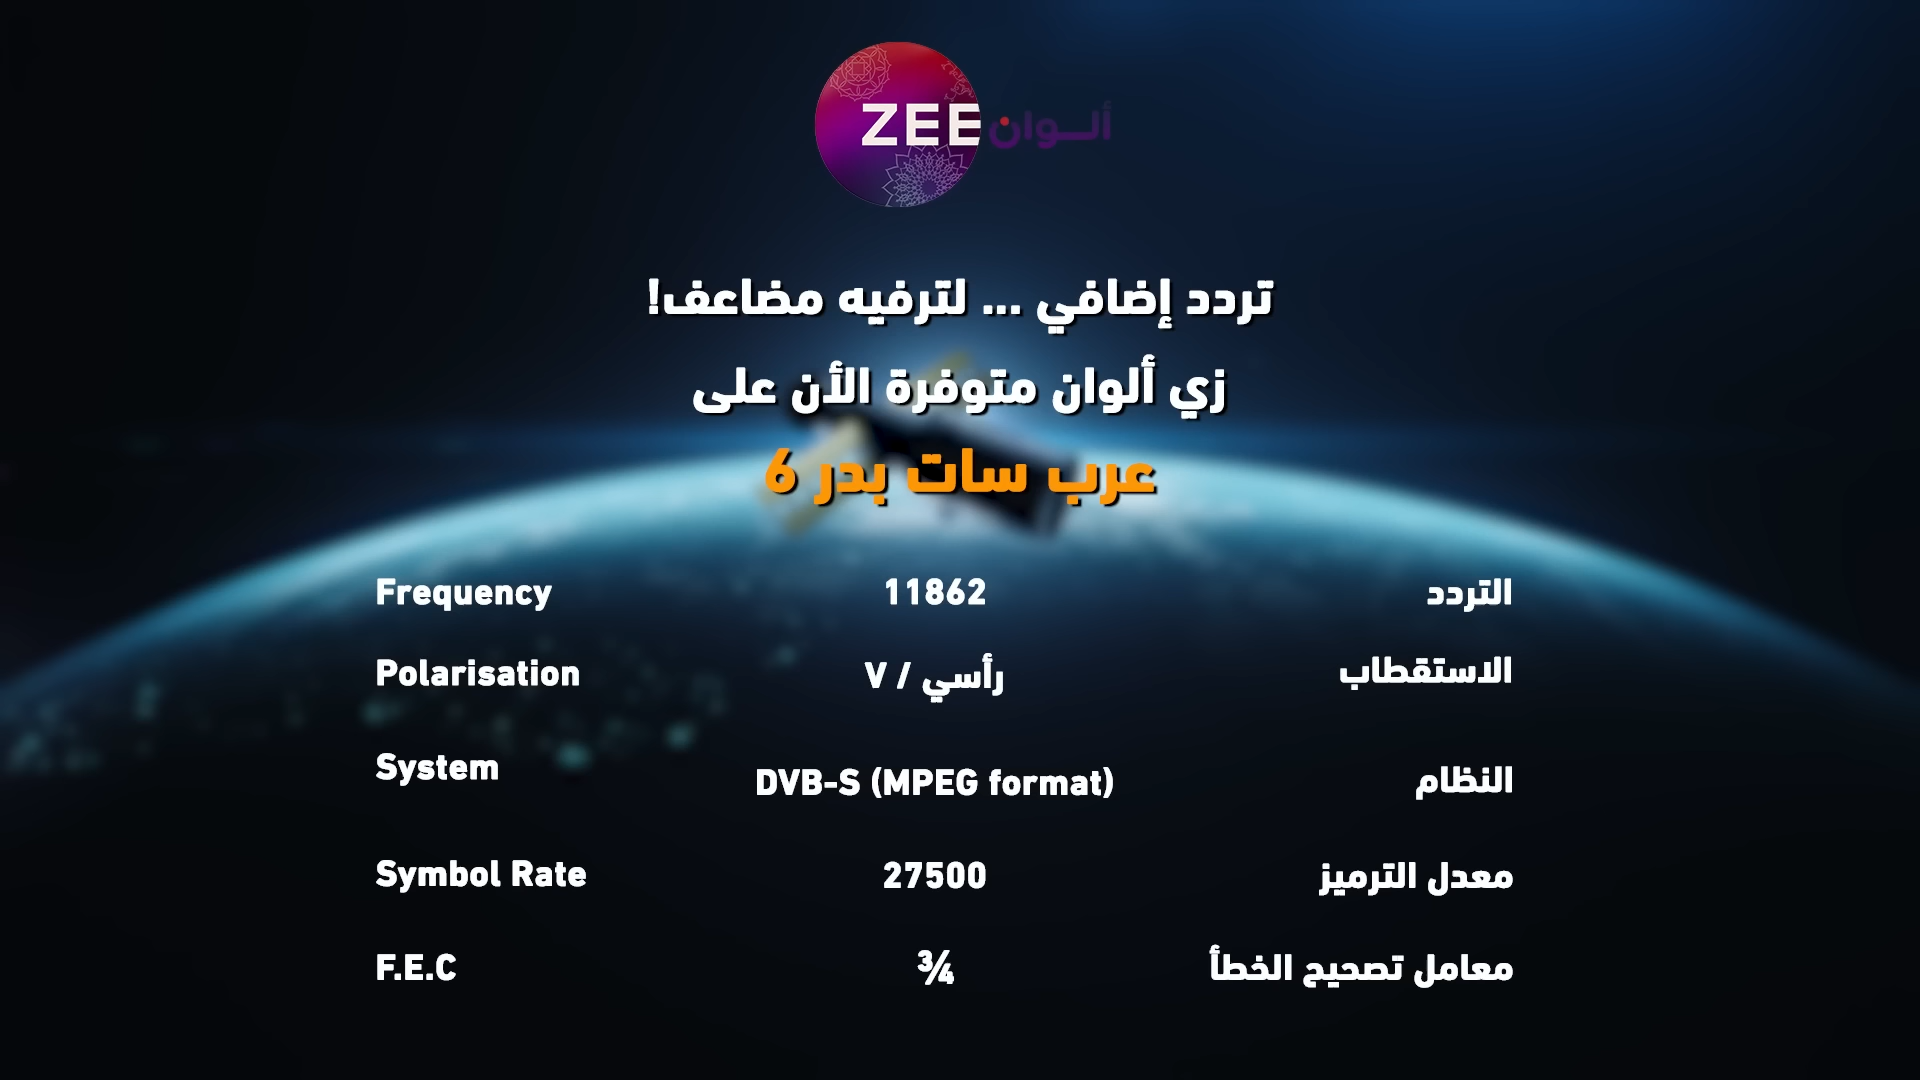 ZEE ألـــوان
تردد إضافي ... لترفيه مضاعف!
زي ألوان متوفرة الأن على
عرب سات بدر 6
Frequency 11862 التردد
Polarisation رأسي / V الاستقطاب
System DVB-S (MPEG format) النظام
Symbol Rate 27500 معدل الترميز
F.E.C ¾ معامل تصحيح الخطأ